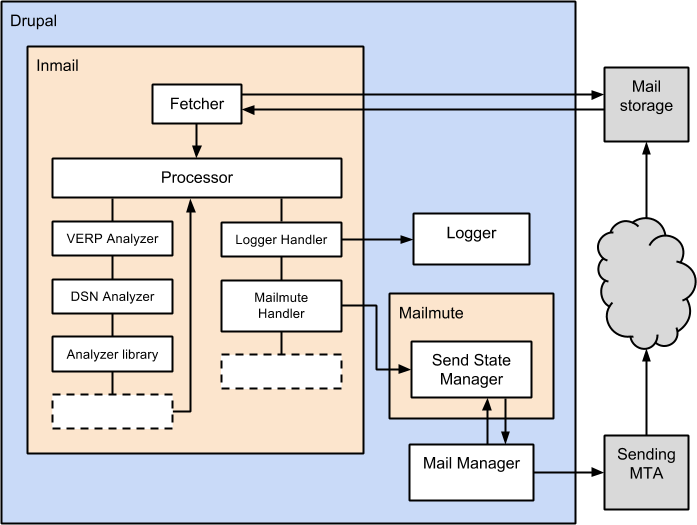 Drupal
Inmail
Fetcher
Mail
storage
Processor
VERP Analyzer
Logger Handler
Logger
DSN Analyzer
Mailmute
Handler
Mailmute
Analyzer library
Send State
Manager
Mail Manager
Sending
MTA